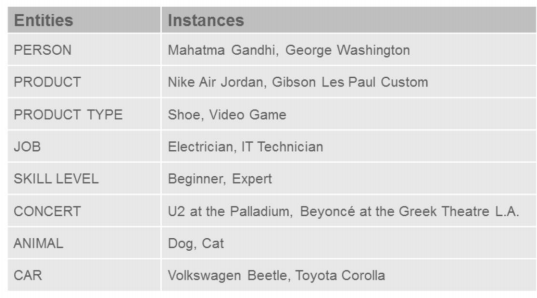 Entities Instances
PERSON Mahatma Gandhi, George Washington
PRODUCT Nike Air Jordan, Gibson Les Paul Custom
PRODUCT TYPE Shoe, Video Game
JOB Electrician, IT Technician
SKILL LEVEL Beginner, Expert
CONCERT U2 at the Palladium, Beyoncé at the Greek Theatre L.A.
ANIMAL Dog, Cat
CAR Volkswagen Beetle, Toyota Corolla